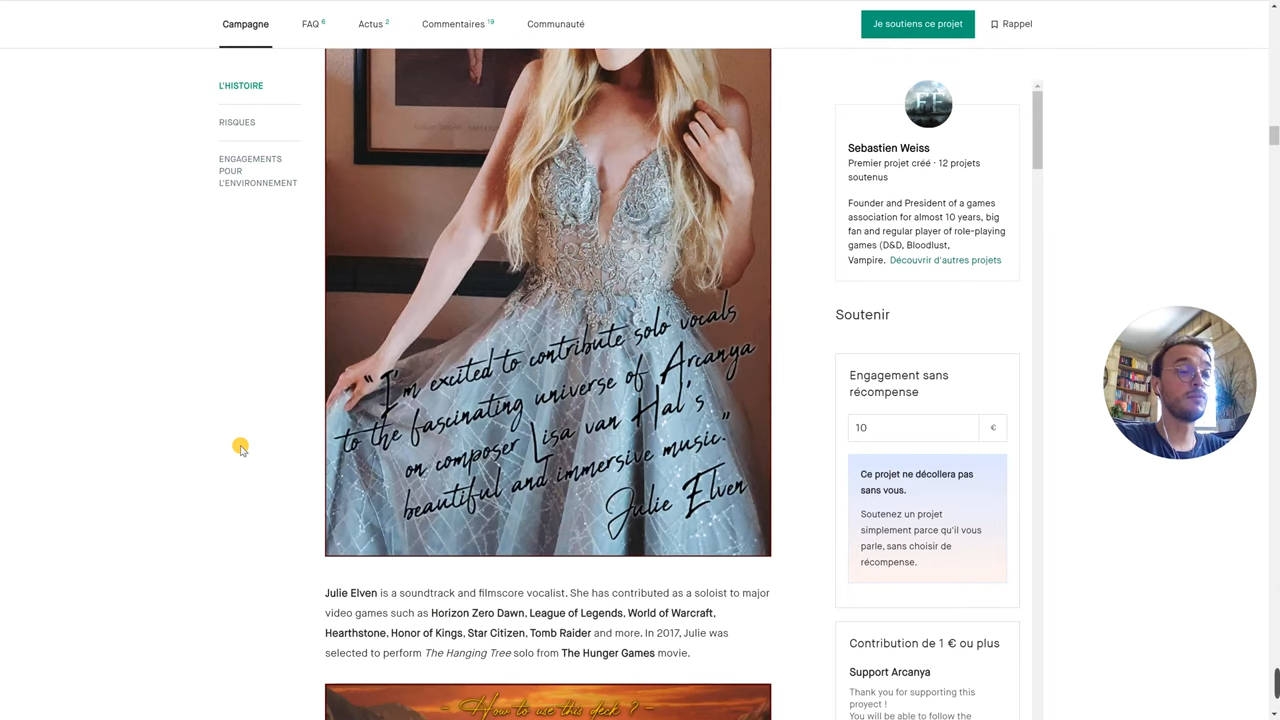 Campagne
FAQ 6
Actus 2
Commentaires 19
Communauté
Je soutiens ce projet
Rappel
L'HISTOIRE
RISQUES
ENGAGEMENTS
POUR
L'ENVIRONNEMENT
"I'm excited to contribute solo vocals
to the fascinating universe of Arcanya
on composer Lisa van Hal's
beautiful and immersive music."
Julie Elven
Julie Elven is a soundtrack and filmscore vocalist. She has contributed as a soloist to major
video games such as Horizon Zero Dawn, League of Legends, World of Warcraft,
Hearthstone, Honor of Kings, Star Citizen, Tomb Raider and more. In 2017, Julie was
selected to perform The Hanging Tree solo from The Hunger Games movie.
- How to use this deck ? -
Sebastien Weiss
Premier projet créé · 12 projets
soutenus
Founder and President of a games
association for almost 10 years, big
fan and regular player of role-playing
games (D&D, Bloodlust,
Vampire. Découvrir d'autres projets
Soutenir
Engagement sans
récompense
10 €
Ce projet ne décollera pas
sans vous.
Soutenez un projet
simplement parce qu'il vous
parle, sans choisir de
récompense.
Contribution de 1 € ou plus
Support Arcanya
Thank you for supporting this
proyect !
You will be able to follow the